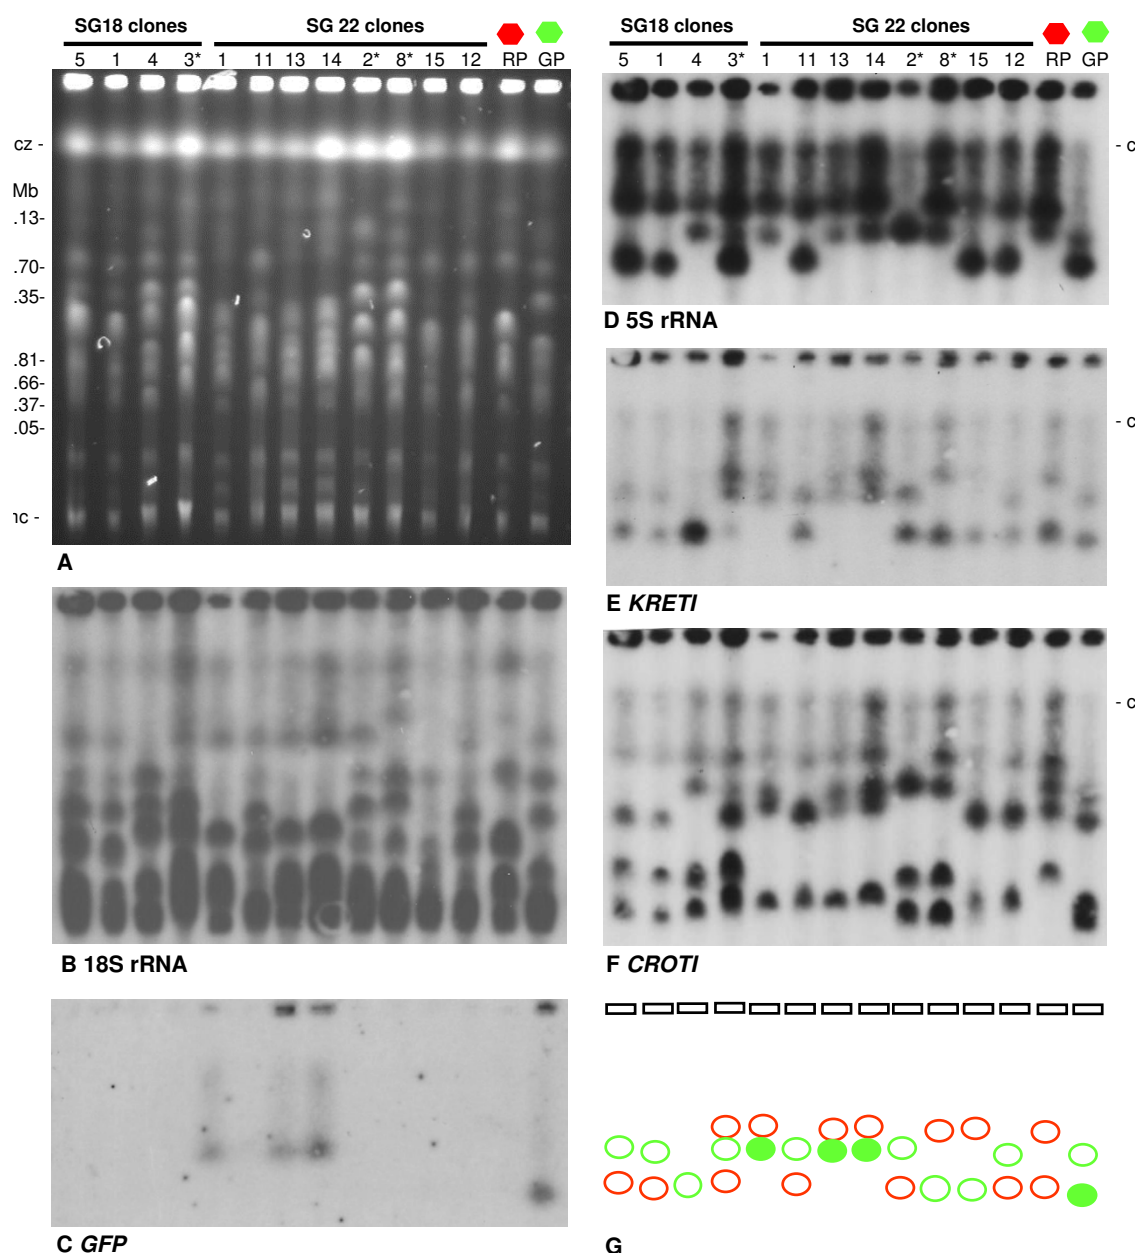 SG18 clones SG 22 clones
5 1 4 3* 1 11 13 14 2* 8* 15 12 RP GP
cz -
Mb
.13-
.70-
.35-
.81-
.66-
.37-
.05-
A
B 18S rRNA
C GFP
SG18 clones SG 22 clones
5 1 4 3* 1 11 13 14 2* 8* 15 12 RP GP
- c
D 5S rRNA
- c
E KRETI
- c
F CROTI
G